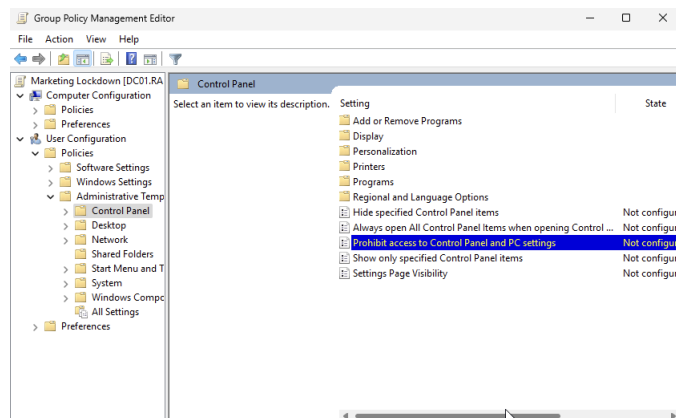 Group Policy Management Editor
File Action View Help
Marketing Lockdown [DC01.RA
Computer Configuration
Policies
Preferences
User Configuration
Policies
Software Settings
Windows Settings
Administrative Temp
Control Panel
Desktop
Network
Shared Folders
Start Menu and T
System
Windows Compo
All Settings
Preferences
Control Panel
Select an item to view its description.
Setting State
Add or Remove Programs
Display
Personalization
Printers
Programs
Regional and Language Options
Hide specified Control Panel items Not configur
Always open All Control Panel Items when opening Control ... Not configur
Prohibit access to Control Panel and PC settings Not configur
Show only specified Control Panel items Not configur
Settings Page Visibility Not configur